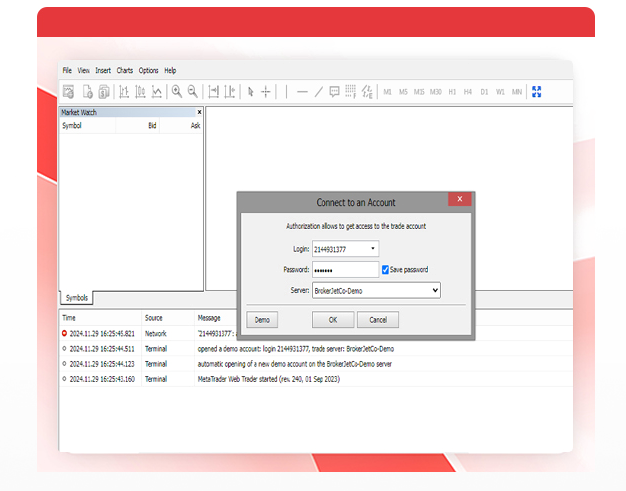 File View Insert Charts Options Help
M1 M5 M15 M30 H1 H4 D1 W1 MN
Market Watch x
Symbol Bid Ask
Connect to an Account X
Authorization allows to get access to the trade account
Login: 2144931377
Password: ••••••• Save password
Server: BrokerJetCo-Demo
Demo OK Cancel
Symbols
Time Source Message
2024.11.29 16:25:45.821 Network '2144931377':
2024.11.29 16:25:44.511 Terminal opened a demo account: login 2144931377, trade server: BrokerJetCo-Demo
2024.11.29 16:25:44.123 Terminal automatic opening of a new demo account on the BrokerJetCo-Demo server
2024.11.29 16:25:43.160 Terminal MetaTrader Web Trader started (rev. 240, 01 Sep 2023)